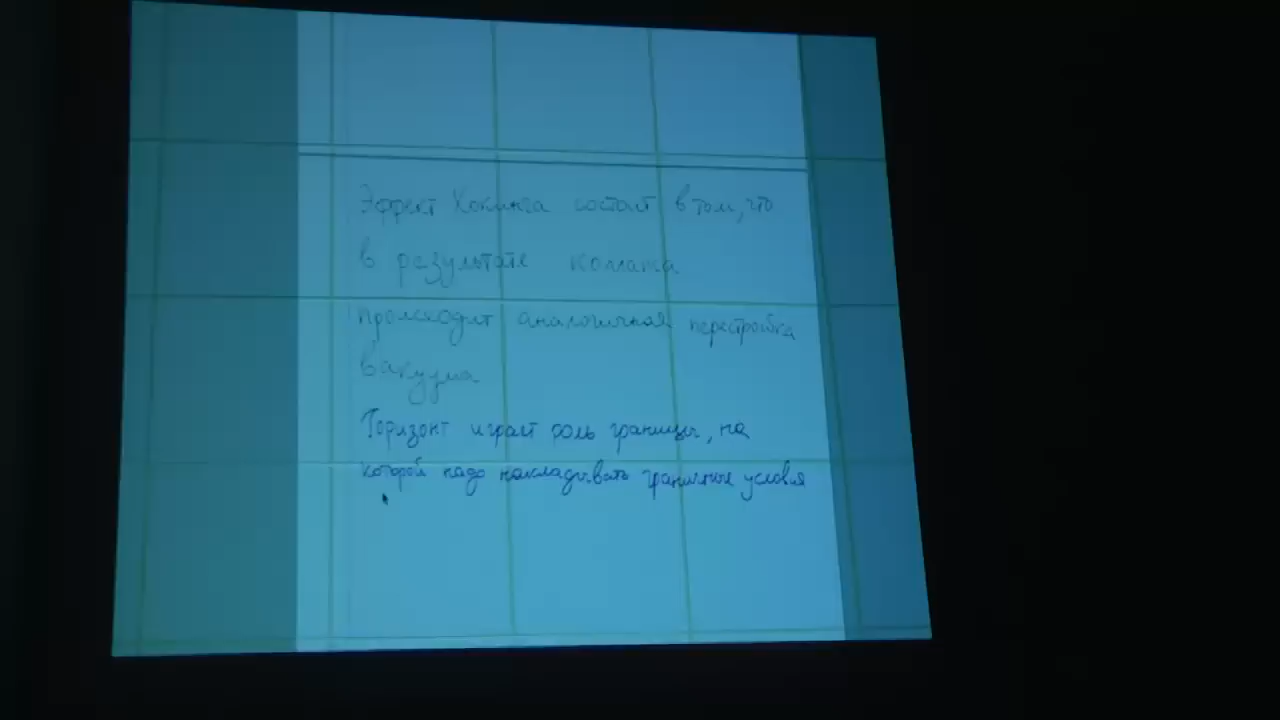 Эффект Хокинга состоит в том, что
в результате коллапса
происходит аналогичная перестройка
вакуума
Горизонт играет роль границы, на
которой надо накладывать граничные условия